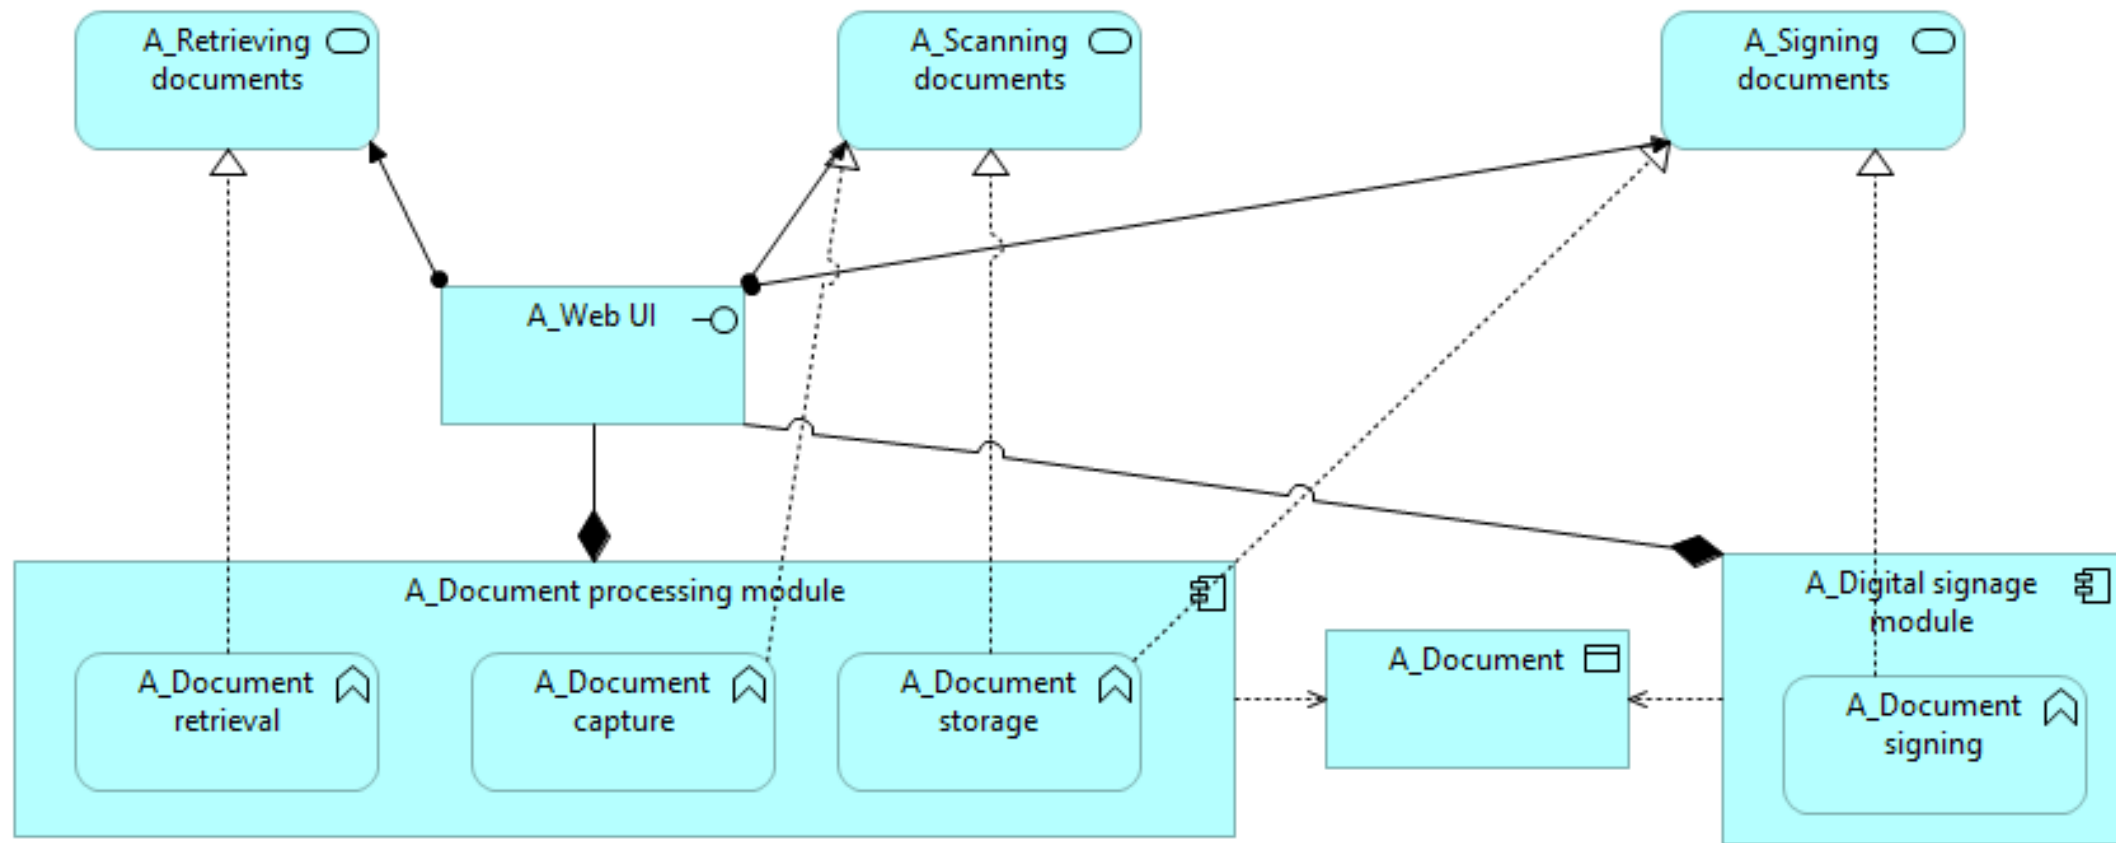 A_Retrieving
documents
A_Scanning
documents
A_Signing
documents
A_Web UI
A_Document processing module
A_Document
retrieval
A_Document
capture
A_Document
storage
A_Document
A_Digital signage
module
A_Document
signing